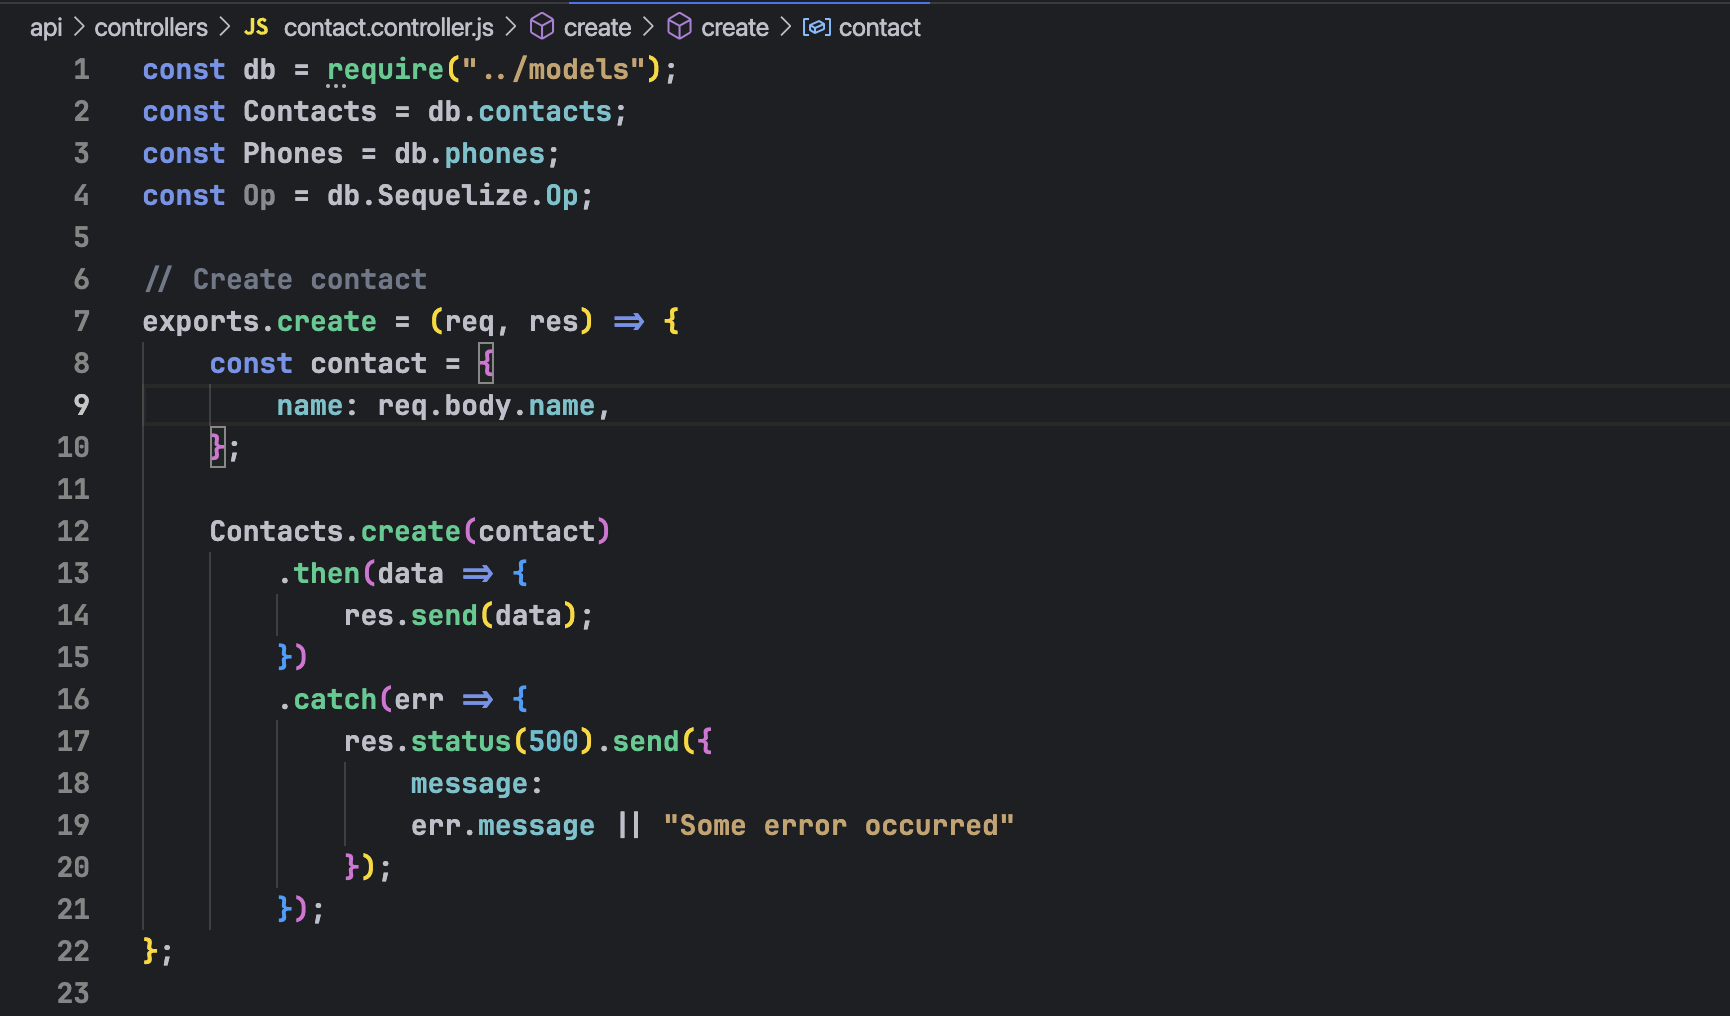 api > controllers > JS contact.controller.js > create > create > contact
1 const db = require("../models");
2 const Contacts = db.contacts;
3 const Phones = db.phones;
4 const Op = db.Sequelize.Op;
5
6 // Create contact
7 exports.create = (req, res) => {
8     const contact = {
9         name: req.body.name,
10     };
11
12     Contacts.create(contact)
13         .then(data => {
14             res.send(data);
15         })
16         .catch(err => {
17             res.status(500).send({
18                 message:
19                 err.message || "Some error occurred"
20             });
21         });
22 };
23